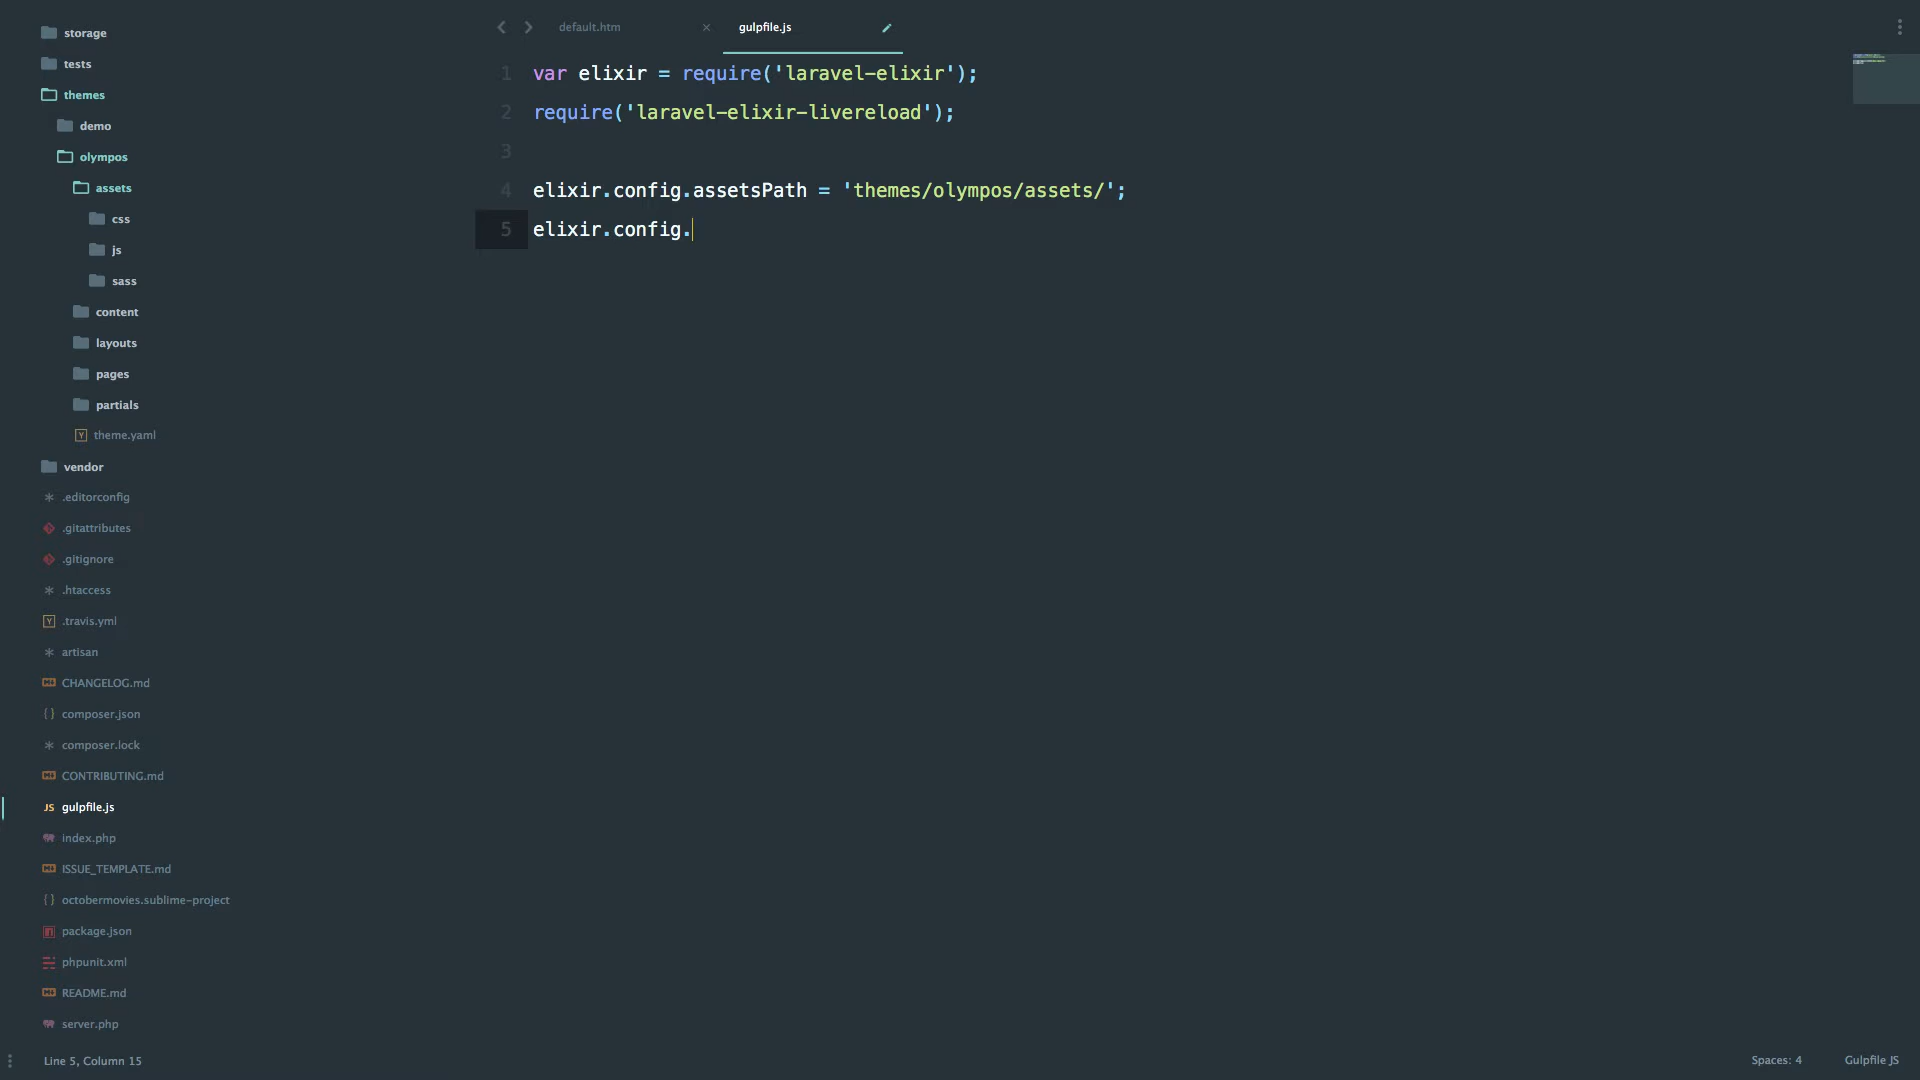 storage
tests
themes
demo
olympos
assets
css
js
sass
content
layouts
pages
partials
theme.yaml
vendor
.editorconfig
.gitattributes
.gitignore
.htaccess
.travis.yml
artisan
CHANGELOG.md
composer.json
composer.lock
CONTRIBUTING.md
gulpfile.js
index.php
ISSUE_TEMPLATE.md
octobermovies.sublime-project
package.json
phpunit.xml
README.md
server.php
default.htm gulpfile.js
1 var elixir = require('laravel-elixir');
2 require('laravel-elixir-livereload');
3
4 elixir.config.assetsPath = 'themes/olympos/assets/';
5 elixir.config.
Line 5, Column 15 Spaces: 4 Gulpfile JS